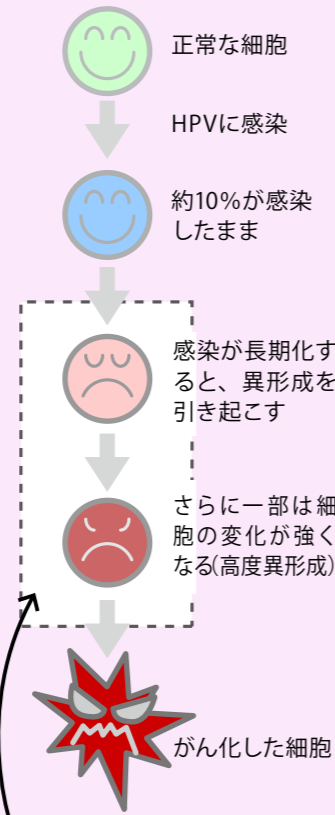 正常な細胞
HPVに感染
約10%が感染
したまま
感染が長期化す
ると、異形成を
引き起こす
さらに一部は細
胞の変化が強く
なる(高度異形成)
がん化した細胞